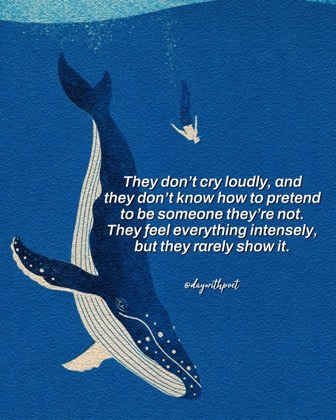 They don't cry loudly, and
they don't know how to pretend
to be someone they're not.
They feel everything intensely,
but they rarely show it.
@daywithpoet